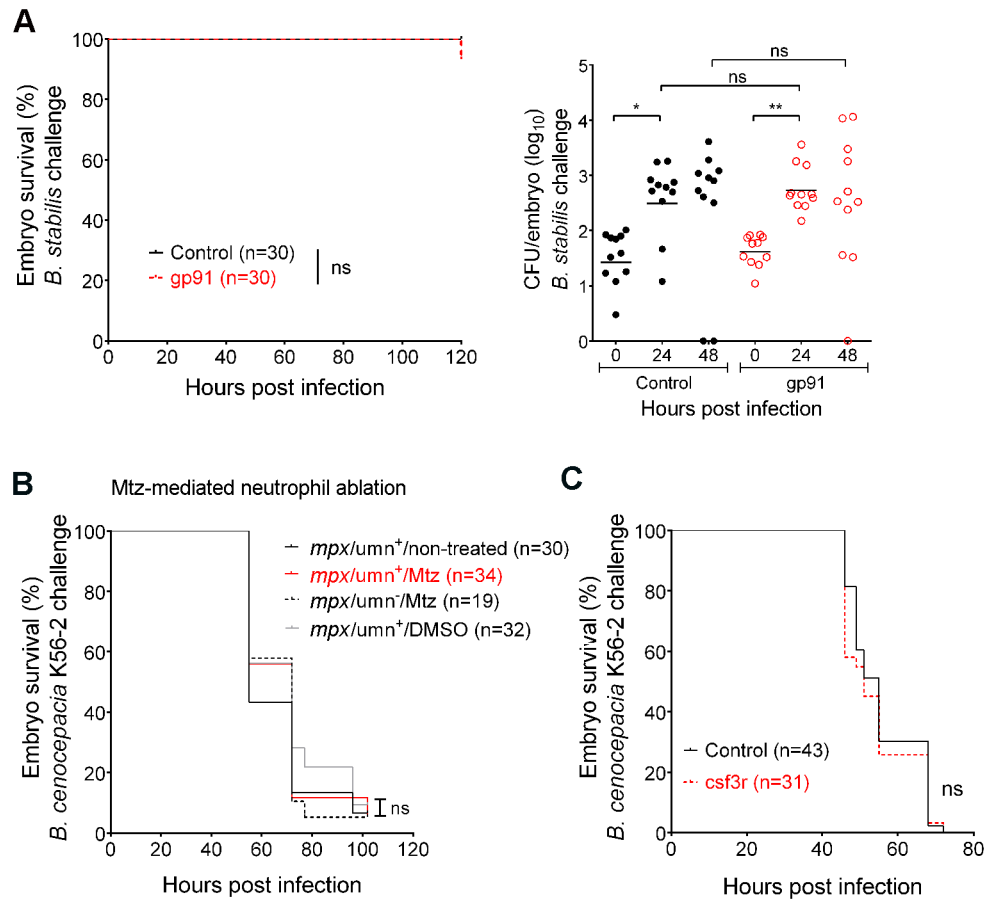 A
Embryo survival (%)
B. stabilis challenge
100
80
60
40
20
0
Control (n=30)
gp91 (n=30)
ns
0 20 40 60 80 100 120
Hours post infection
CFU/embryo (log10)
B. stabilis challenge
5
4
3
2
1
0
ns
ns
*
**
0 24 48 0 24 48
Control gp91
Hours post infection
B
Mtz-mediated neutrophil ablation
Embryo survival (%)
B. cenocepacia K56-2 challenge
100
80
60
40
20
0
mpx/umn+/non-treated (n=30)
mpx/umn+/Mtz (n=34)
mpx/umn-/Mtz (n=19)
mpx/umn+/DMSO (n=32)
ns
0 20 40 60 80 100 120
Hours post infection
C
Embryo survival (%)
B. cenocepacia K56-2 challenge
100
80
60
40
20
0
Control (n=43)
csf3r (n=31)
ns
0 20 40 60 80
Hours post infection